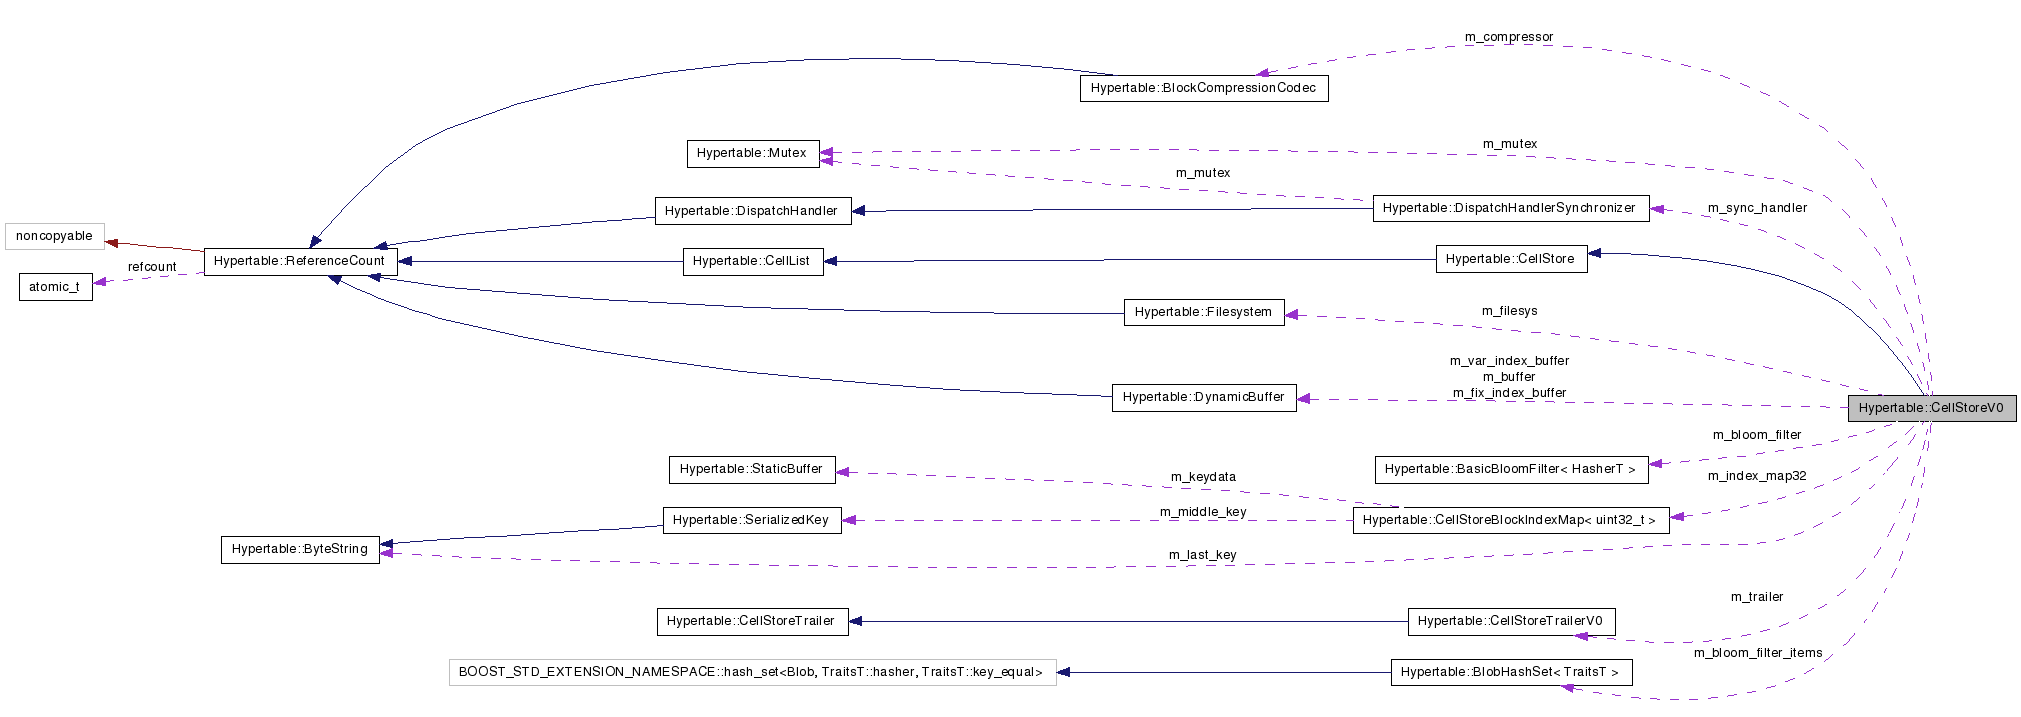 m_compressor
Hypertable::BlockCompressionCodec
m_mutex
Hypertable::Mutex
m_mutex
Hypertable::DispatchHandler
Hypertable::DispatchHandlerSynchronizer
m_sync_handler
noncopyable
Hypertable::ReferenceCount
Hypertable::CellList
Hypertable::CellStore
refcount
atomic_t
Hypertable::Filesystem
m_filesys
m_var_index_buffer
m_buffer
m_fix_index_buffer
Hypertable::DynamicBuffer
Hypertable::CellStoreV0
m_bloom_filter
Hypertable::StaticBuffer
Hypertable::BasicBloomFilter< HasherT >
m_keydata
m_index_map32
Hypertable::SerializedKey
m_middle_key
Hypertable::CellStoreBlockIndexMap< uint32_t >
Hypertable::ByteString
m_last_key
m_trailer
Hypertable::CellStoreTrailer
Hypertable::CellStoreTrailerV0
m_bloom_filter_items
BOOST_STD_EXTENSION_NAMESPACE::hash_set<Blob, TraitsT::hasher, TraitsT::key_equal>
Hypertable::BlobHashSet< TraitsT >